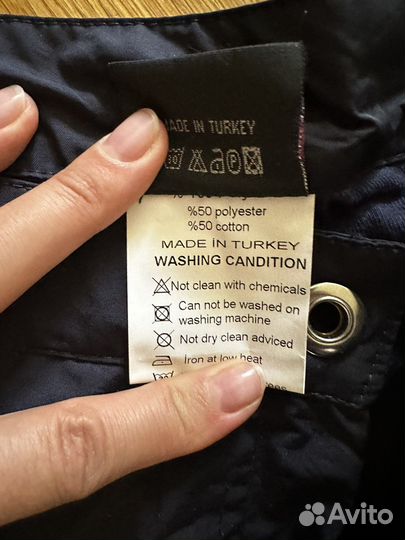 MADE IN TURKEY
%50 polyester
%50 cotton
MADE İN TURKEY
WASHING CANDITION
Not clean with chemicals
Can not be washed on
washing machine
Not dry clean adviced
Iron at low heat
Avito